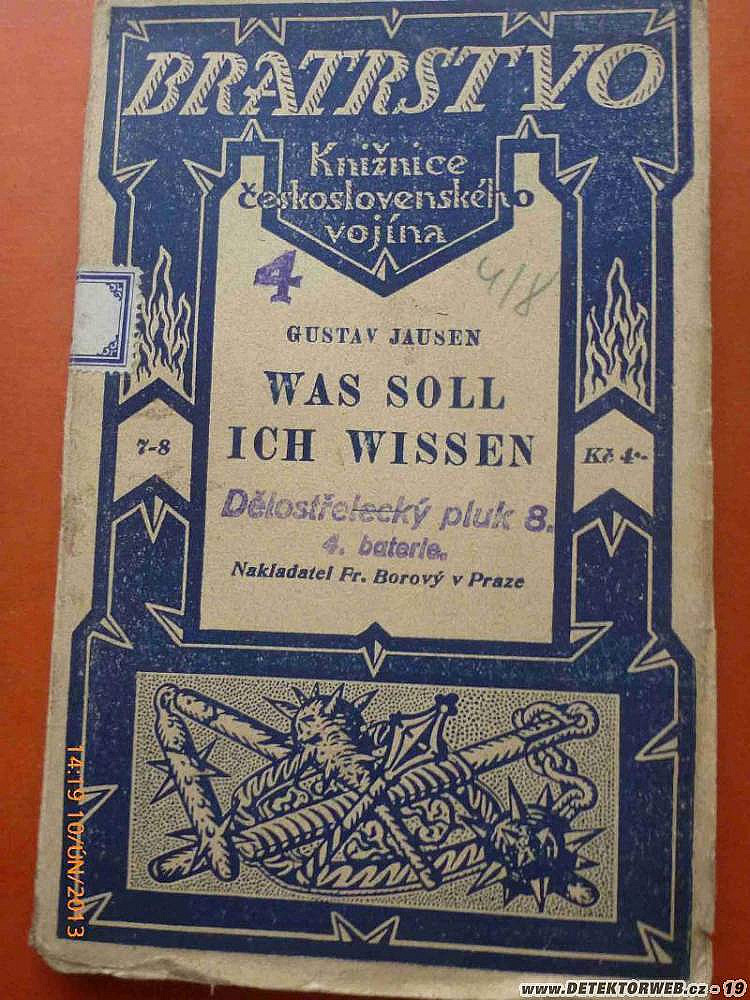 BRATRSTVO
Knižnice
československého
vojína
4
4/8
GUSTAV JAUSEN
WAS SOLL
ICH WISSEN
7-8
Kč 4·-
Dělostřelecký pluk 8.
4. baterie.
Nakladatel Fr. Borový v Praze
14:19 10/ÚN/2013
www.DETEKTORWEB.cz - 19